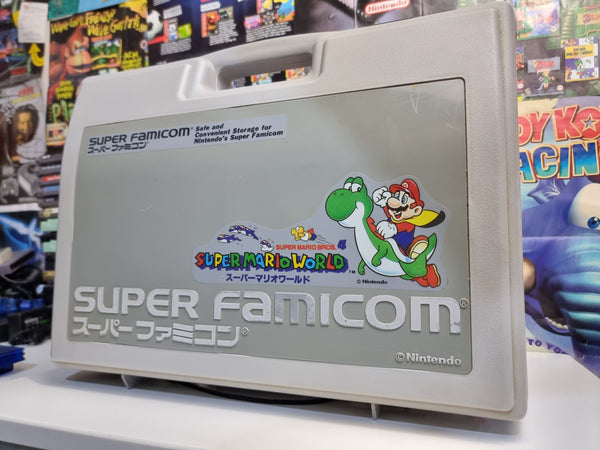 Nintendo
SUPER FAMICOM
スーパーファミコン
Safe and
Convenient Storage for
Nintendo's Super Famicom
SUPER MARIO BROS. 4
SUPER MARIO WORLD™
スーパーマリオワールド
© Nintendo
SUPER FAMICOM®
スーパーファミコン®
© Nintendo